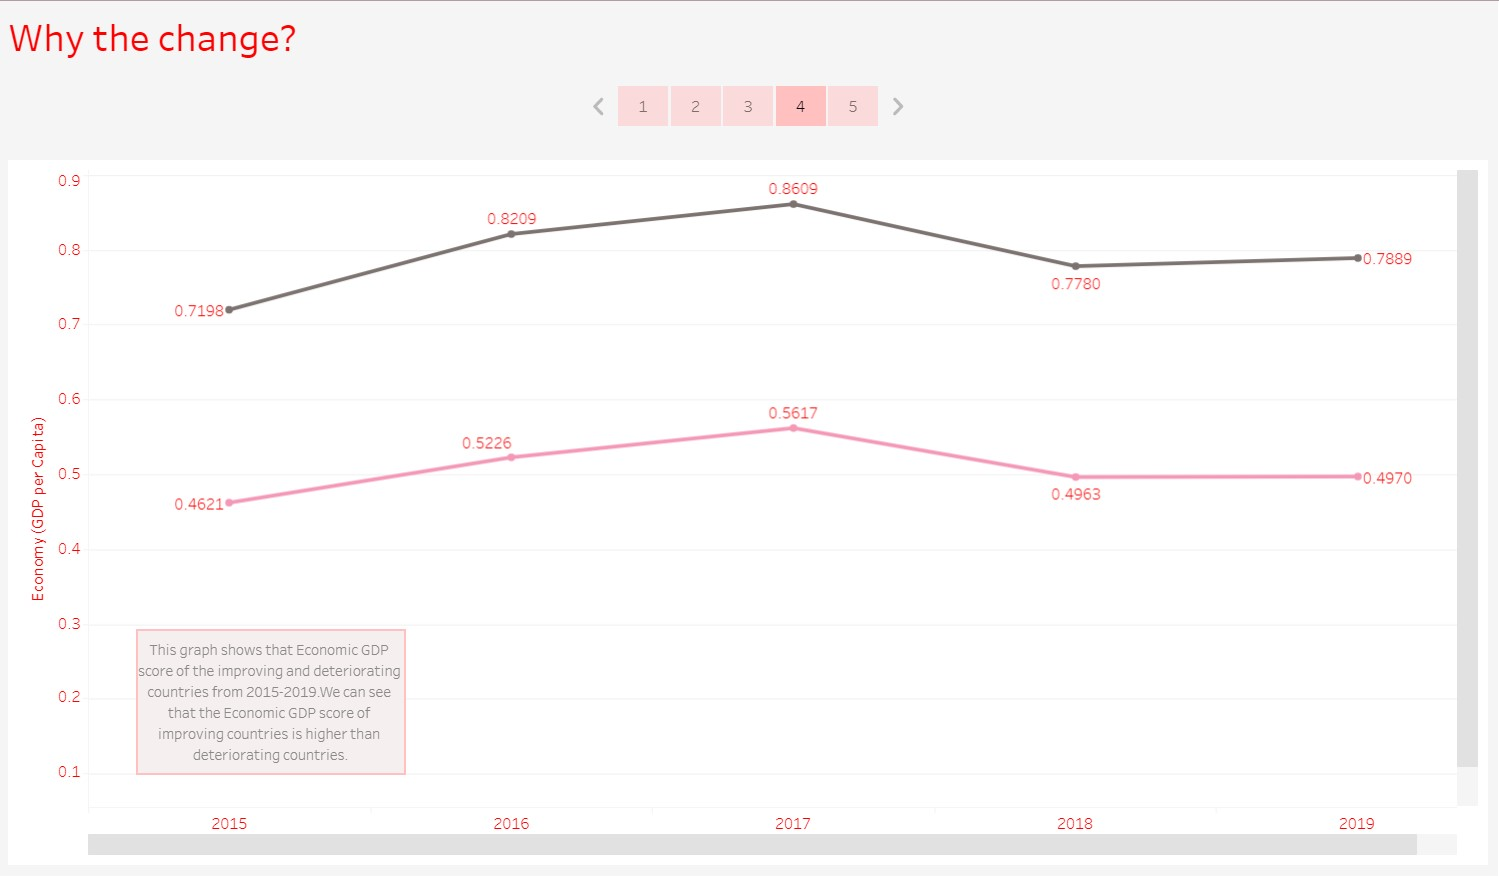 Why the change?
1 2 3 4 5
0.9
0.8
0.7
0.6
0.5
0.4
0.3
0.2
0.1
Economy (GDP per Capita)
0.7198
0.8209
0.8609
0.7780
0.7889
0.4621
0.5226
0.5617
0.4963
0.4970
This graph shows that Economic GDP
score of the improving and deteriorating
countries from 2015-2019.We can see
that the Economic GDP score of
improving countries is higher than
deteriorating countries.
2015 2016 2017 2018 2019